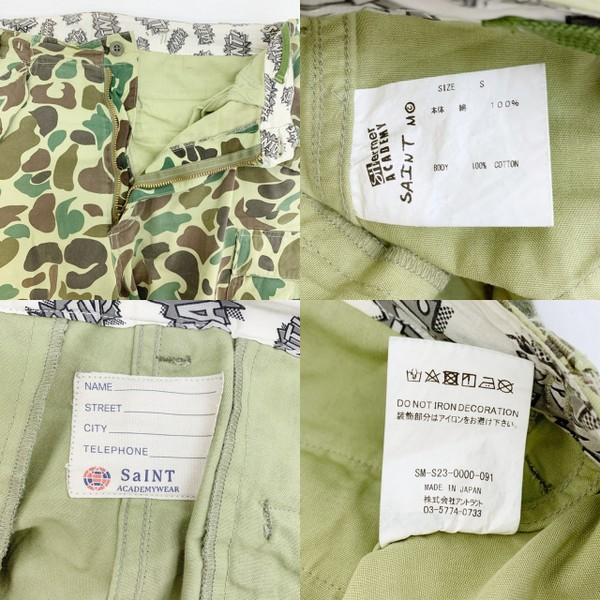 SIZE S
本体 綿 100%
BODY 100% COTTON
Shermer
ACADEMY
SAINT M
NAME
STREET
CITY
TELEPHONE
SaINT
ACADEMYWEAR
DO NOT IRON DECORATION
装飾部分はアイロンをお避け下さい。
SM-S23-0000-091
MADE IN JAPAN
株式会社アントラント
03-5774-0733